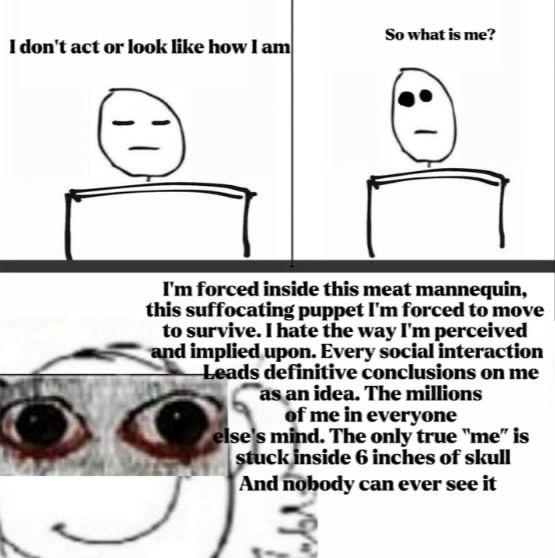 I don't act or look like how I am
So what is me?
I'm forced inside this meat mannequin,
this suffocating puppet I'm forced to move
to survive. I hate the way I'm perceived
and implied upon. Every social interaction
Leads definitive conclusions on me
as an idea. The millions
of me in everyone
else's mind. The only true "me" is
stuck inside 6 inches of skull
And nobody can ever see it